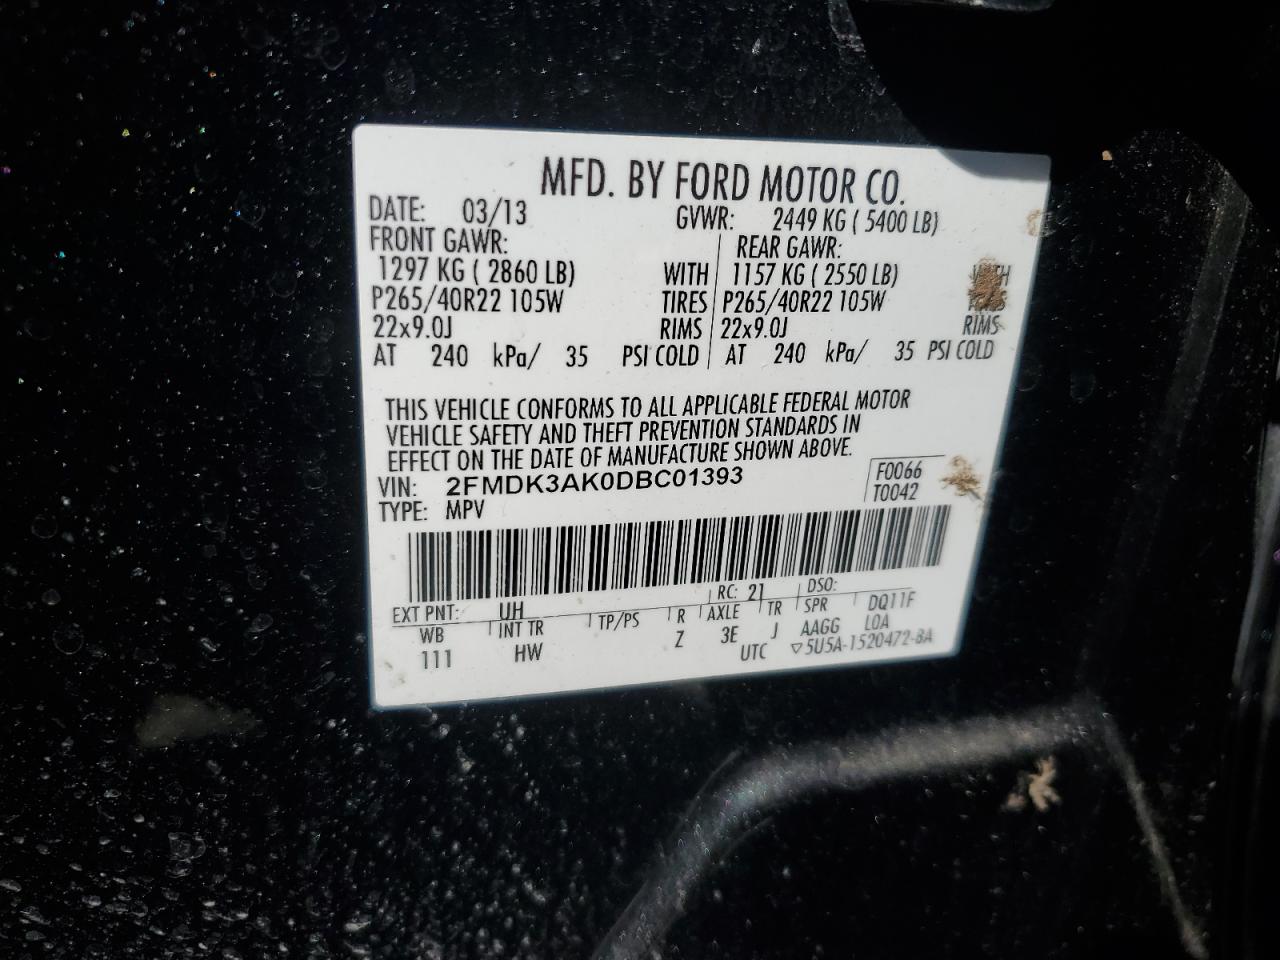 MFD. BY FORD MOTOR CO.
DATE: 03/13 GVWR: 2449 KG ( 5400 LB)
FRONT GAWR: REAR GAWR:
1297 KG ( 2860 LB) WITH 1157 KG ( 2550 LB)
P265/40R22 105W TIRES P265/40R22 105W
22x9.0J RIMS 22x9.0J RIMS
AT 240 kPa/ 35 PSI COLD AT 240 kPa/ 35 PSI COLD
THIS VEHICLE CONFORMS TO ALL APPLICABLE FEDERAL MOTOR
VEHICLE SAFETY AND THEFT PREVENTION STANDARDS IN
EFFECT ON THE DATE OF MANUFACTURE SHOWN ABOVE.
VIN: 2FMDK3AK0DBC01393 F0066
TYPE: MPV T0042
EXT PNT: UH RC: 21 DSO:
WB INT TR TP/PS R AXLE TR SPR DQ11F
111 HW Z 3E J AAGG L0A
UTC ▽5U5A-1520472-BA